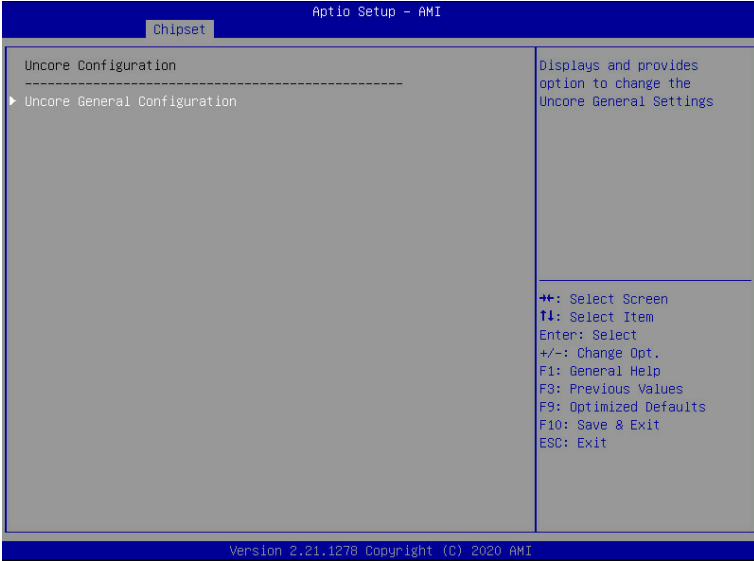 Aptio Setup – AMI
Chipset
Uncore Configuration
--------------------------------------------------
Uncore General Configuration
Displays and provides
option to change the
Uncore General Settings
→←: Select Screen
↑↓: Select Item
Enter: Select
+/-: Change Opt.
F1: General Help
F3: Previous Values
F9: Optimized Defaults
F10: Save & Exit
ESC: Exit
Version 2.21.1278 Copyright (C) 2020 AMI